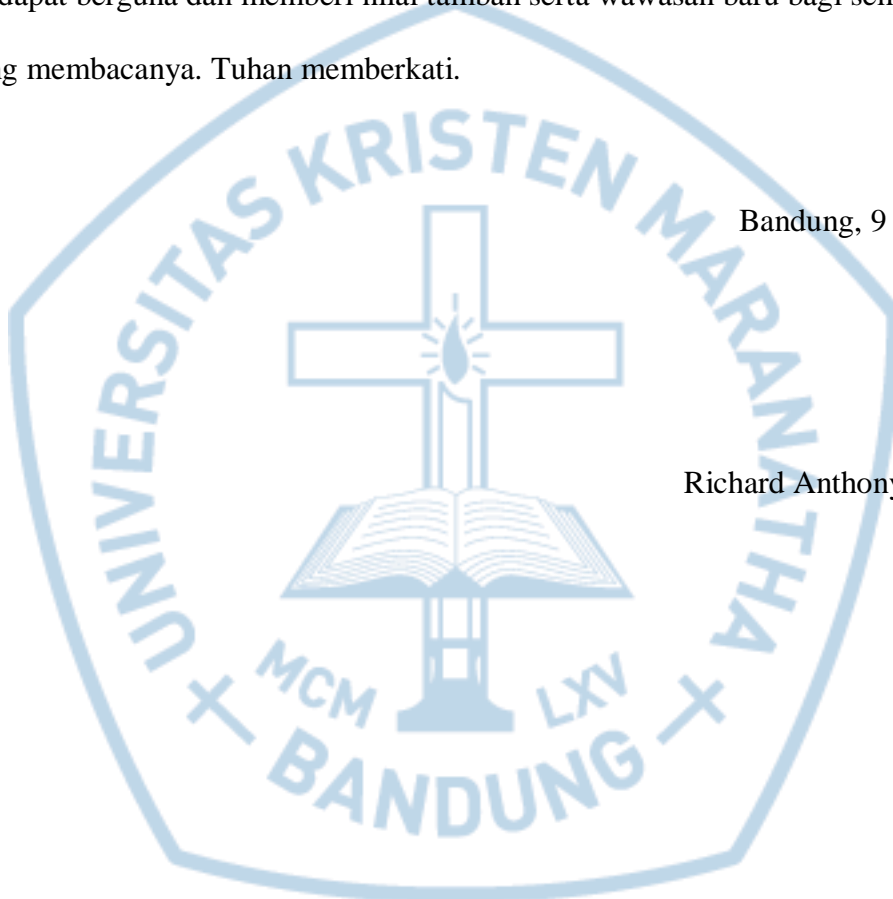 dapat berguna dan memberi nilai tambah serta wawasan baru bagi
membacanya. Tuhan memberkati.
UNIVERSITAS KRISTEN MARANATHA
Bandung, 9
Richard Anthony
MCM LXV
BANDUNG